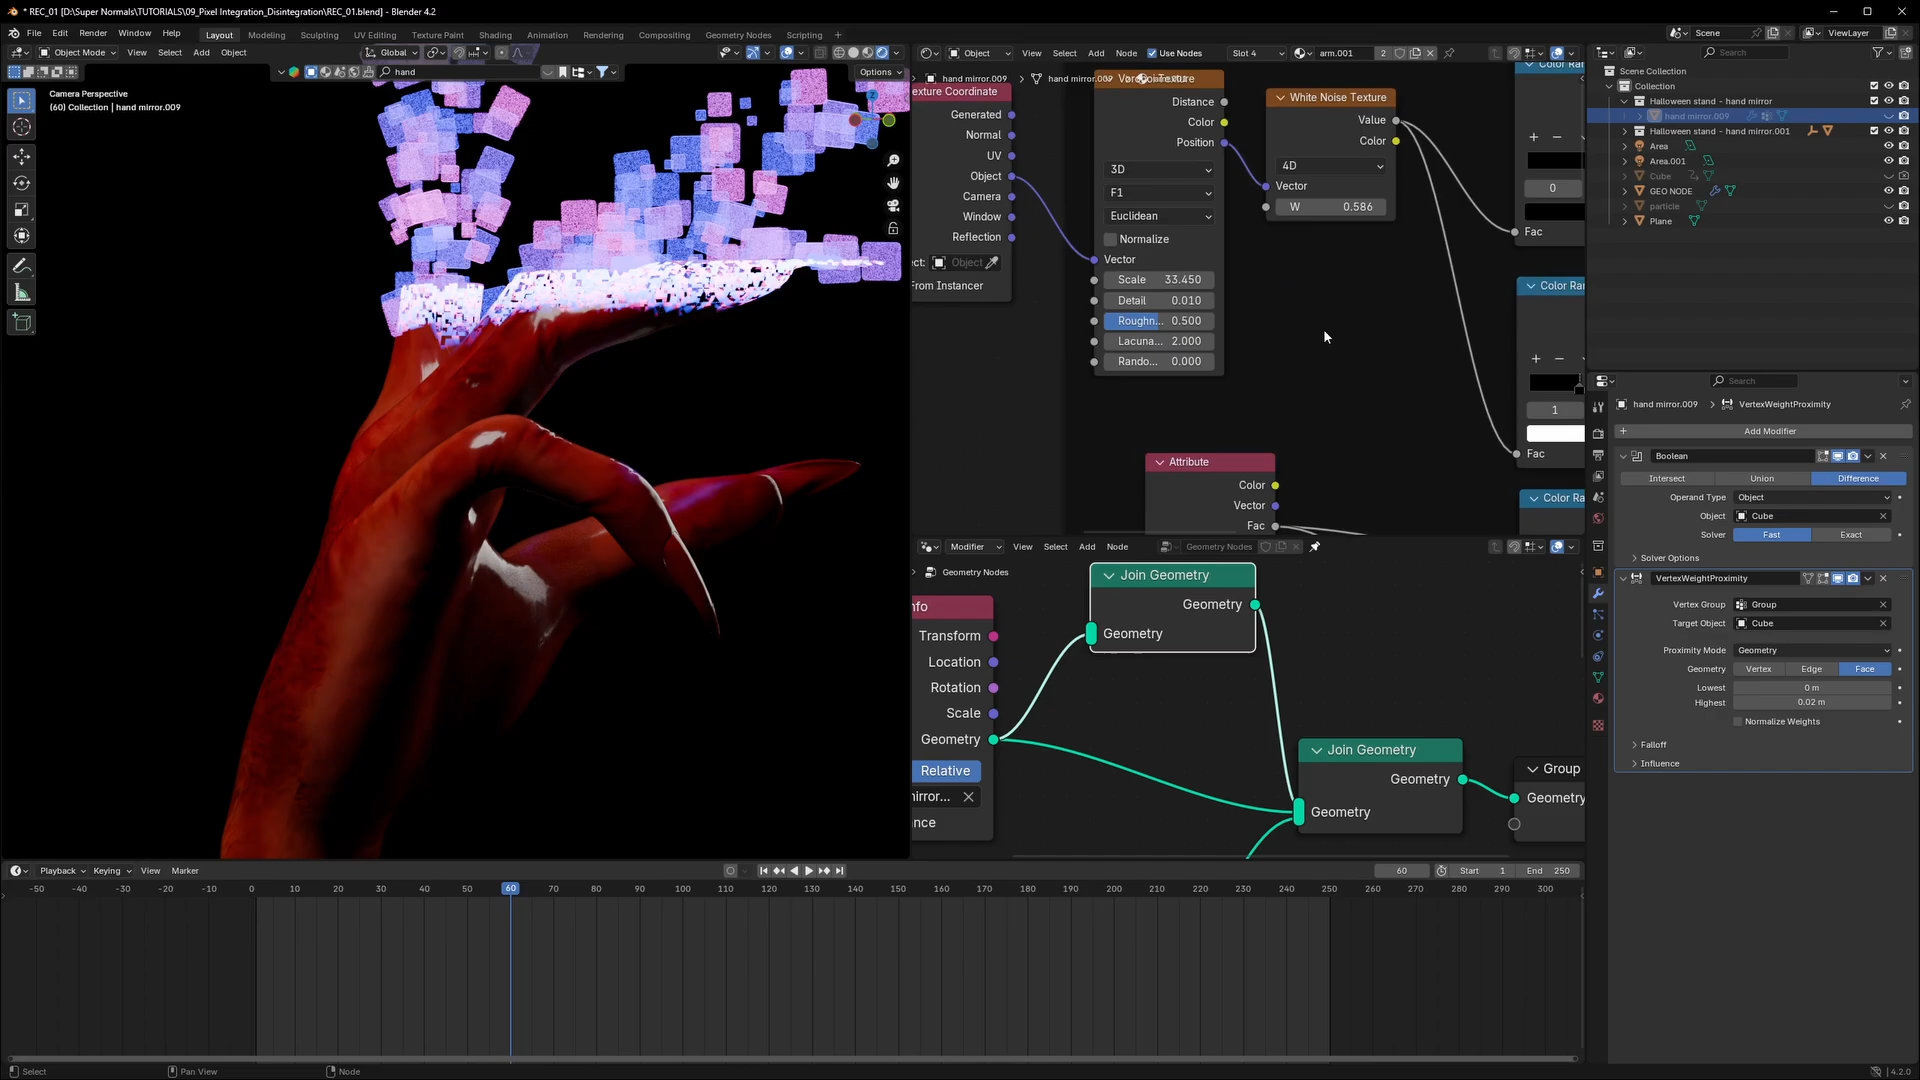 * REC_01 [D:\Super Normals\TUTORIALS\09_Pixel Integration_Disintegration\REC_01.blend] - Blender 4.2
File Edit Render Window Help Layout Modeling Sculpting UV Editing Texture Paint Shading Animation Rendering Compositing Geometry Nodes Scripting + Scene ViewLayer
Object Mode View Select Add Object Global
hand Options
Camera Perspective
(60) Collection | hand mirror.009
Object View Select Add Node Use Nodes Slot 4 arm.001 2
hand mirror.009 > hand mirror.009
exture Coordinate
Generated
Normal
UV
Object
Camera
Window
Reflection
ect: Object
From Instancer
Distance
Color
Position
3D
F1
Euclidean
Normalize
Vector
Scale 33.450
Detail 0.010
Roughn... 0.500
Lacuna... 2.000
Rando... 0.000
White Noise Texture
Value
Color
4D
Vector
W 0.586
Color Ran
0
Fac
Color Ran
1
Fac
Color Ra
Attribute
Color
Vector
Fac
Modifier View Select Add Node Geometry Nodes
Geometry Nodes
nfo
Transform
Location
Rotation
Scale
Geometry
Relative
nirror...
nce
Join Geometry
Geometry
Geometry
Join Geometry
Geometry
Geometry
Group
Geometry
Search
Scene Collection
Collection
Halloween stand - hand mirror
hand mirror.009
Halloween stand - hand mirror.001
Area
Area.001
Cube
GEO NODE
particle
Plane
Search
hand mirror.009 > VertexWeightProximity
Add Modifier
Boolean
Intersect Union Difference
Operand Type Object
Object Cube
Solver Fast Exact
Solver Options
VertexWeightProximity
Vertex Group Group
Target Object Cube
Proximity Mode Geometry
Geometry Vertex Edge Face
Lowest 0 m
Highest 0.02 m
Normalize Weights
Falloff
Influence
Playback Keying View Marker 60 Start 1 End 250
-50 -40 -30 -20 -10 0 10 20 30 40 50 60 70 80 90 100 110 120 130 140 150 160 170 180 190 200 210 220 230 240 250 260 270 280 290 300
Select Pan View Node 4.2.0